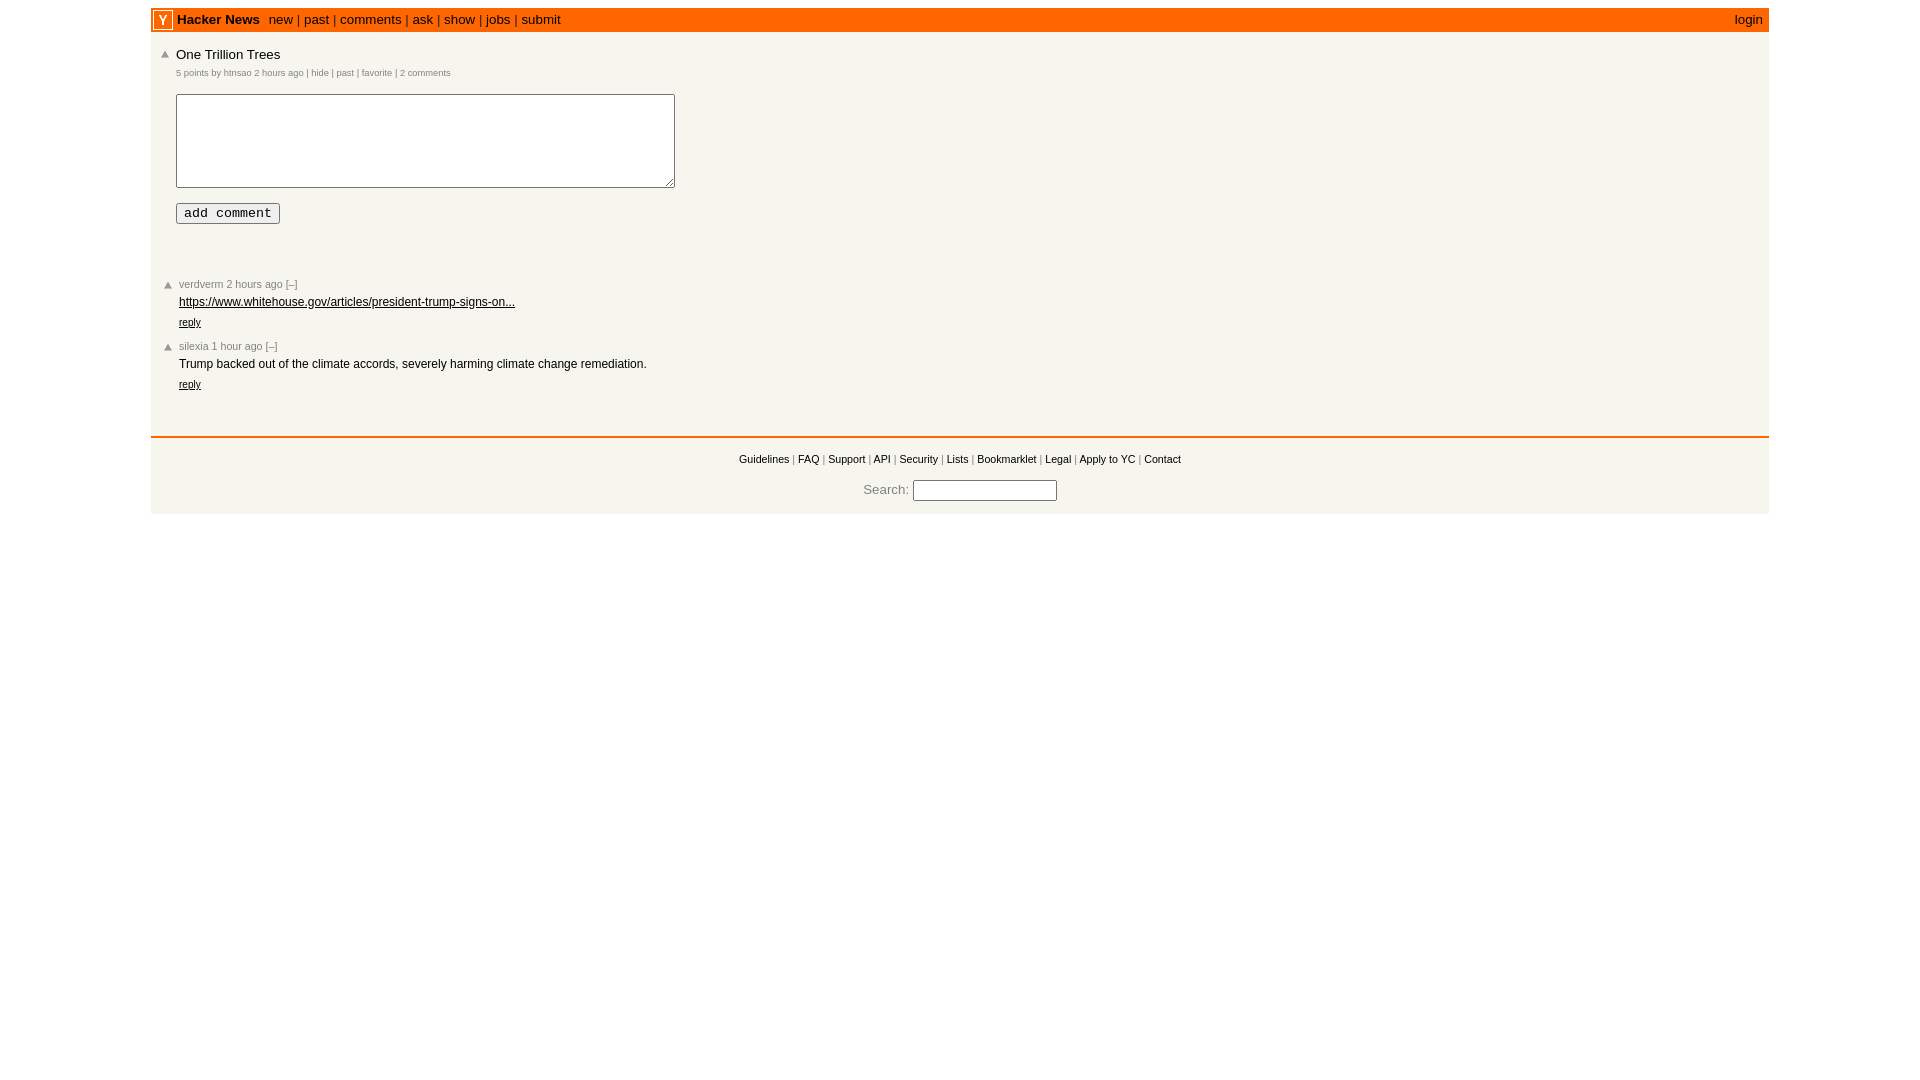 Y Hacker News new | past | comments | ask | show | jobs | submit login
One Trillion Trees
5 points by htnsao 2 hours ago | hide | past | favorite | 2 comments
add comment
verdverm 2 hours ago [–]
https://www.whitehouse.gov/articles/president-trump-signs-on...
reply
silexia 1 hour ago [–]
Trump backed out of the climate accords, severely harming climate change remediation.
reply
Guidelines | FAQ | Support | API | Security | Lists | Bookmarklet | Legal | Apply to YC | Contact
Search: